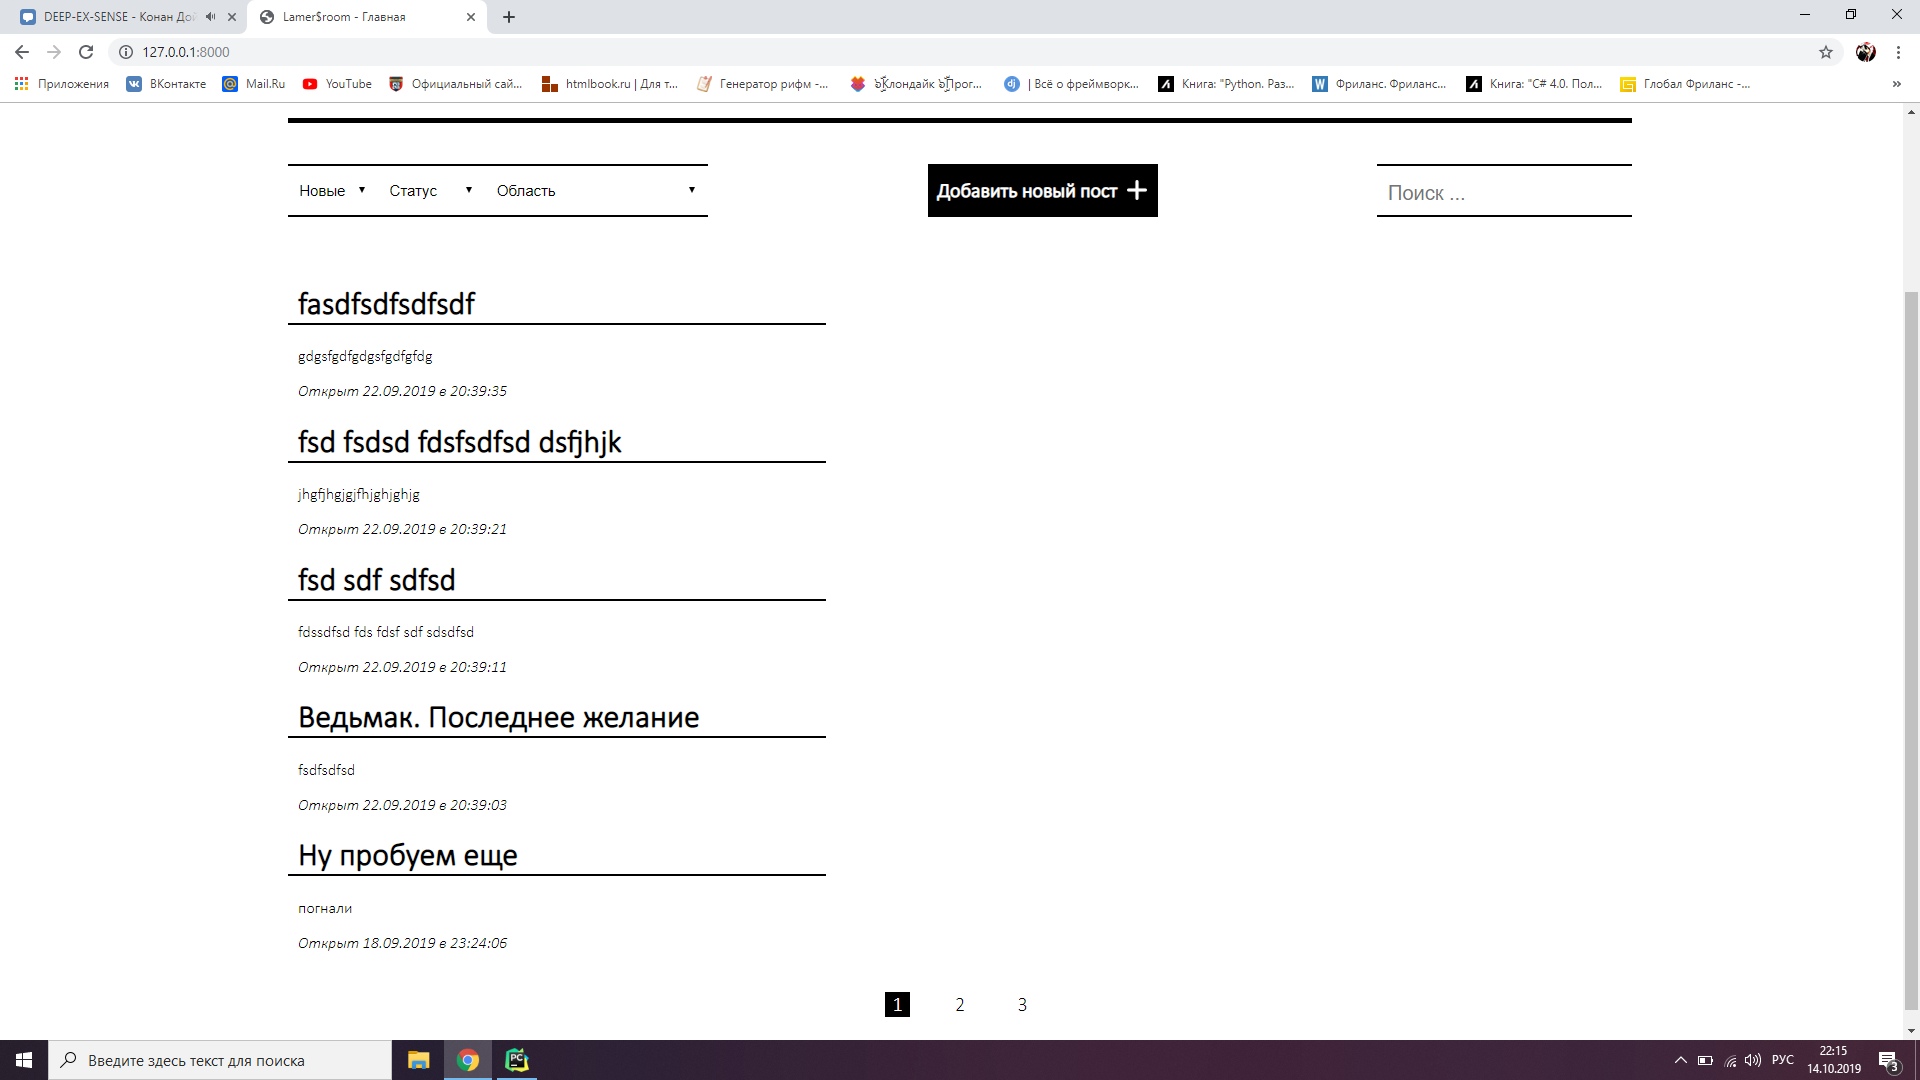 DEEP-EX-SENSE - Конан Дой
Lamer$room - Главная
127.0.0.1:8000
Приложения
ВКонтакте
Mail.Ru
YouTube
Официальный сай...
htmlbook.ru | Для т...
Генератор рифм -...
Клондайк Прог...
| Всё о фреймворк...
Книга: "Python. Раз...
Фриланс. Фриланс...
Книга: "C# 4.0. Пол...
Глобал Фриланс -...
Новые
Статус
Область
Добавить новый пост
Поиск ...
fasdfsdfsdfsdf
gdgsfgdfgdgsfgdfgfdg
Открыт 22.09.2019 в 20:39:35
fsd fsdsd fdsfsdfsd dsfjhjk
jhgfjhgjgjfhjghjghjg
Открыт 22.09.2019 в 20:39:21
fsd sdf sdfsd
fdssdfsd fds fdsf sdf sdsdfsd
Открыт 22.09.2019 в 20:39:11
Ведьмак. Последнее желание
fsdfsdfsd
Открыт 22.09.2019 в 20:39:03
Ну пробуем еще
погнали
Открыт 18.09.2019 в 23:24:06
1 2 3
Введите здесь текст для поиска
PC
РУС
22:15
14.10.2019
3